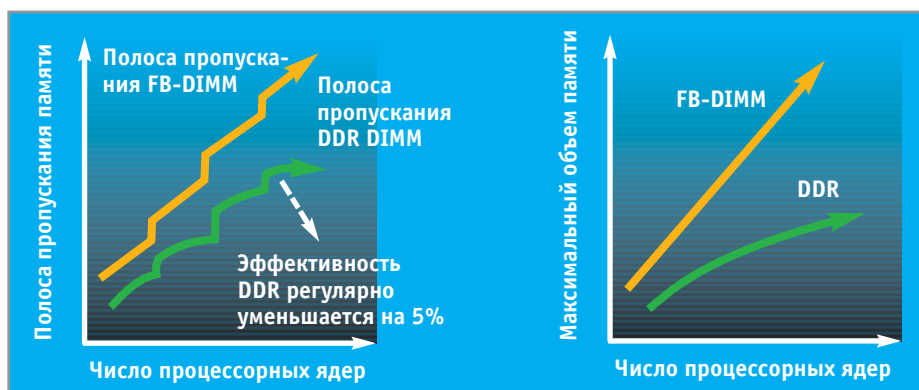 Полоса пропускания памяти
Полоса пропуска-
ния FB-DIMM
Полоса
пропускания
DDR DIMM
Эффективность
DDR регулярно
уменьшается на 5%
Число процессорных ядер
Максимальный объем памяти
FB-DIMM
DDR
Число процессорных ядер